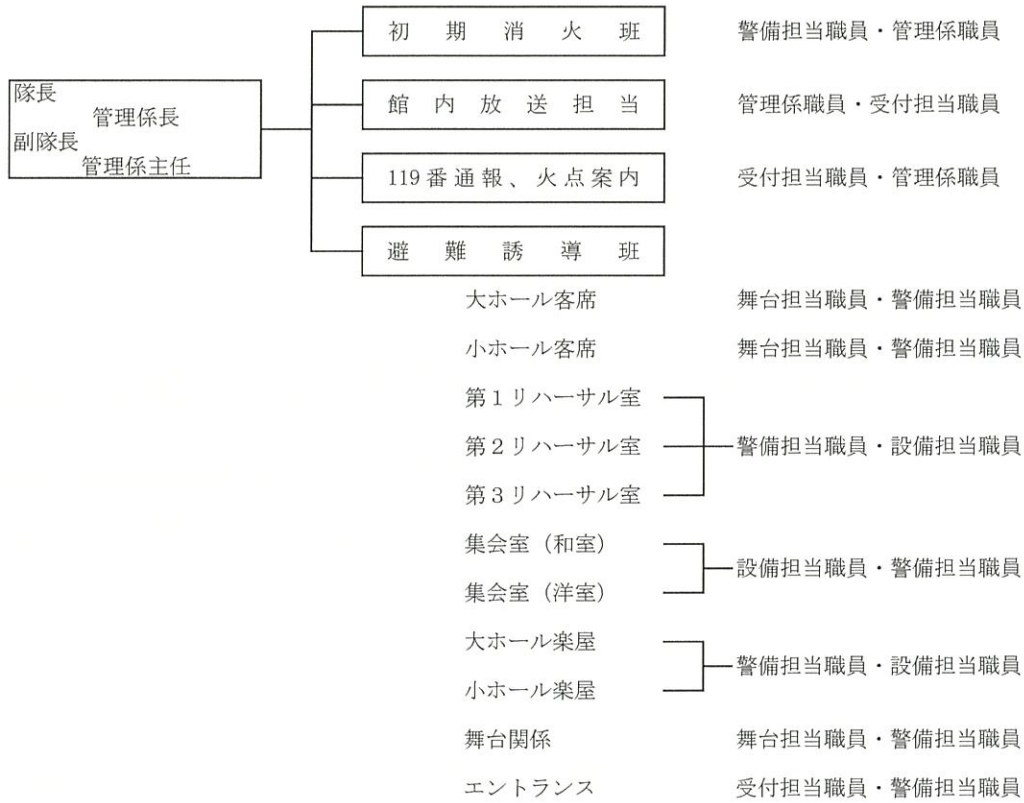 初期消火班 警備担当職員・管理係職員
隊長
管理係長
副隊長
管理係主任
館内放送担当 管理係職員・受付担当職員
119番通報、火点案内 受付担当職員・管理係職員
避難誘導班
大ホール客席 舞台担当職員・警備担当職員
小ホール客席 舞台担当職員・警備担当職員
第1リハーサル室
第2リハーサル室 警備担当職員・設備担当職員
第3リハーサル室
集会室（和室）
設備担当職員・警備担当職員
集会室（洋室）
大ホール楽屋
警備担当職員・設備担当職員
小ホール楽屋
舞台関係 舞台担当職員・警備担当職員
エントランス 受付担当職員・警備担当職員